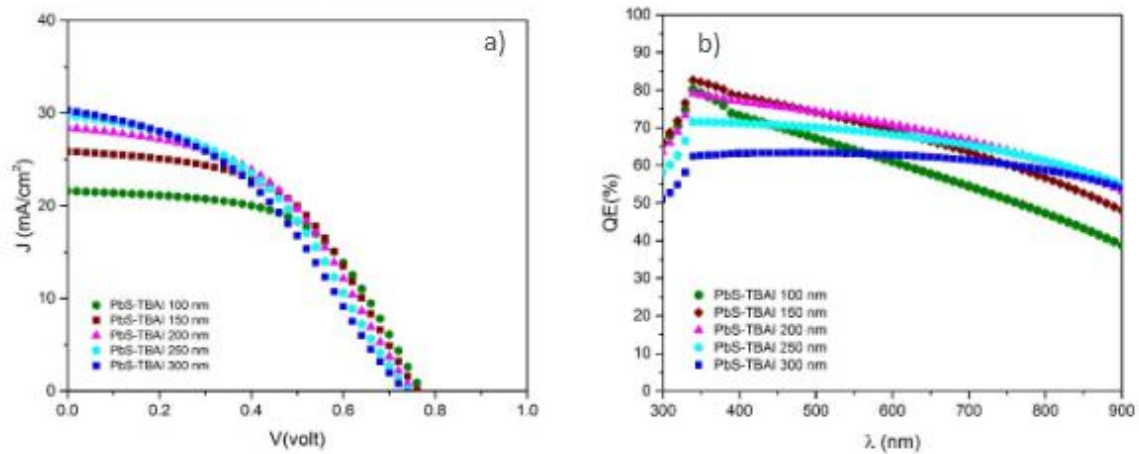 a)
40
30
20
10
0
J (mA/cm²)
PbS-TBAI 100 nm
PbS-TBAI 150 nm
PbS-TBAI 200 nm
PbS-TBAI 250 nm
PbS-TBAI 300 nm
0.0 0.2 0.4 0.6 0.8 1.0
V(volt)
b)
100
90
80
70
60
50
40
30
20
10
0
QE(%)
PbS-TBAI 100 nm
PbS-TBAI 150 nm
PbS-TBAI 200 nm
PbS-TBAI 250 nm
PbS-TBAI 300 nm
300 400 500 600 700 800 900
λ (nm)